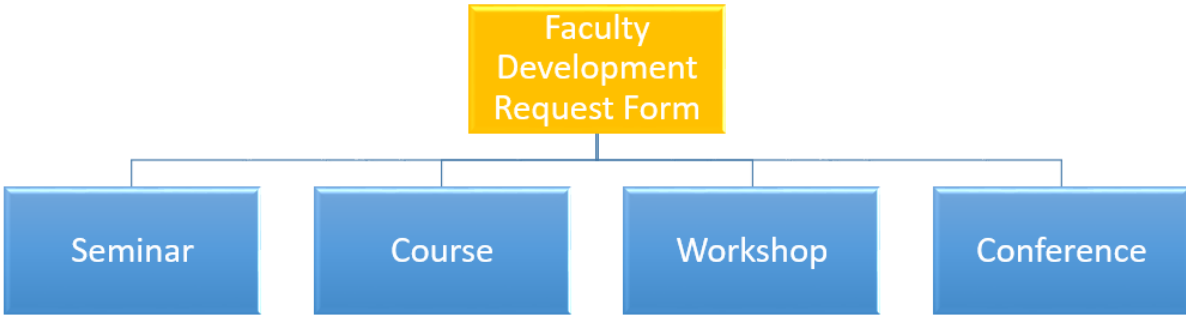 Faculty
Development
Request Form
Seminar
Course
Workshop
Conference